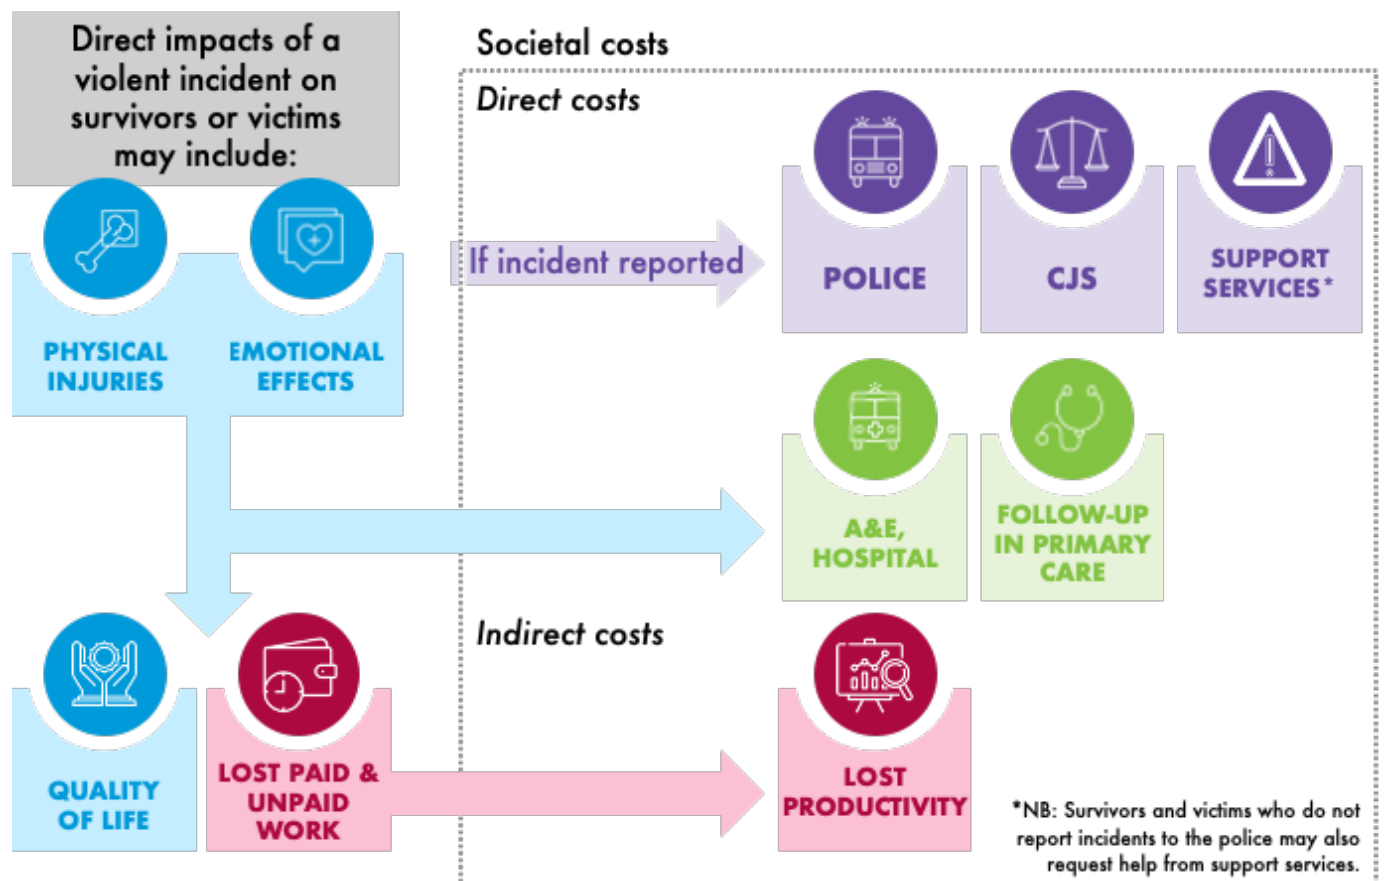 Direct impacts of a
violent incident on
survivors or victims
may include:
PHYSICAL
INJURIES
EMOTIONAL
EFFECTS
QUALITY
OF LIFE
LOST PAID &
UNPAID
WORK
Societal costs
Direct costs
If incident reported
POLICE
CJS
SUPPORT
SERVICES*
A&E,
HOSPITAL
FOLLOW-UP
IN PRIMARY
CARE
Indirect costs
LOST
PRODUCTIVITY
*NB: Survivors and victims who do not
report incidents to the police may also
request help from support services.